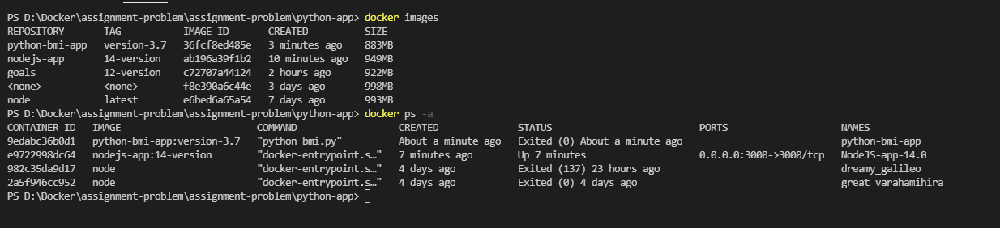 PS D:\Docker\assignment-problem\assignment-problem\python-app> docker images
REPOSITORY TAG IMAGE ID CREATED SIZE
python-bmi-app version-3.7 36fcf8ed485e 3 minutes ago 883MB
nodejs-app 14-version ab196a39f1b2 10 minutes ago 949MB
goals 12-version c72707a44124 2 hours ago 922MB
<none> <none> f8e390a6c44e 3 days ago 998MB
node latest e6bed6a65a54 7 days ago 993MB
PS D:\Docker\assignment-problem\assignment-problem\python-app> docker ps -a
CONTAINER ID IMAGE COMMAND CREATED STATUS PORTS NAMES
9edabc36b0d1 python-bmi-app:version-3.7 "python bmi.py" About a minute ago Exited (0) About a minute ago python-bmi-app
e9722998dc64 nodejs-app:14-version "docker-entrypoint.s…" 7 minutes ago Up 7 minutes 0.0.0.0:3000->3000/tcp NodeJS-app-14.0
982c35da9d17 node "docker-entrypoint.s…" 4 days ago Exited (137) 23 hours ago dreamy_galileo
2a5f946cc952 node "docker-entrypoint.s…" 4 days ago Exited (0) 4 days ago great_varahamihira
PS D:\Docker\assignment-problem\assignment-problem\python-app>